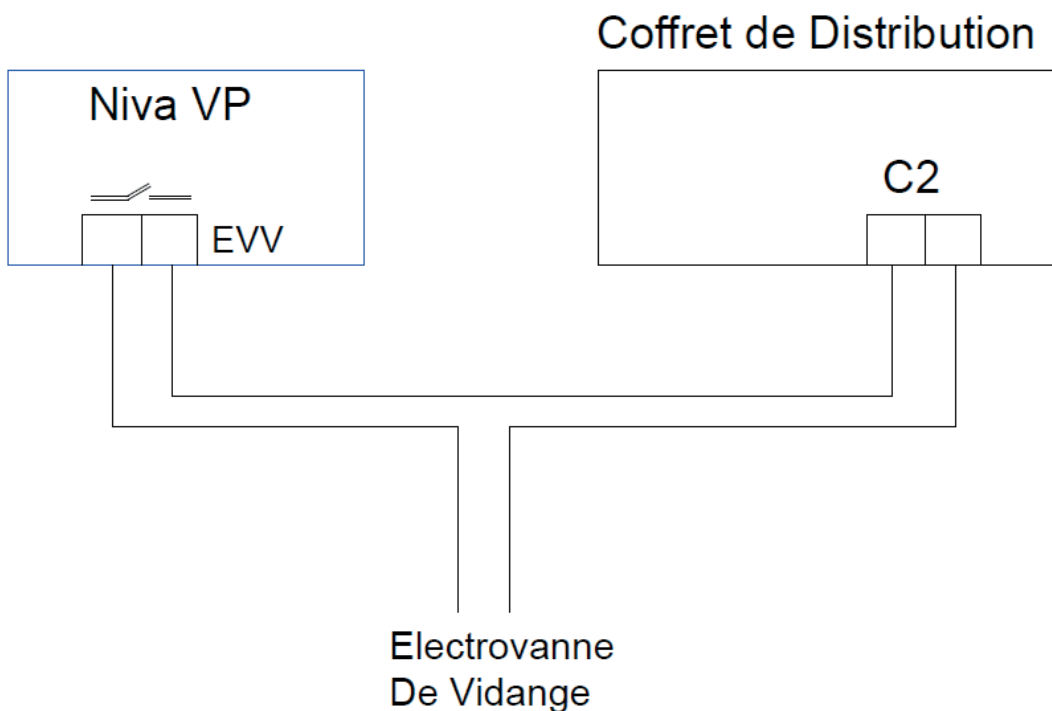 Coffret de Distribution
Niva VP
C2
EVV
Electrovanne
De Vidange